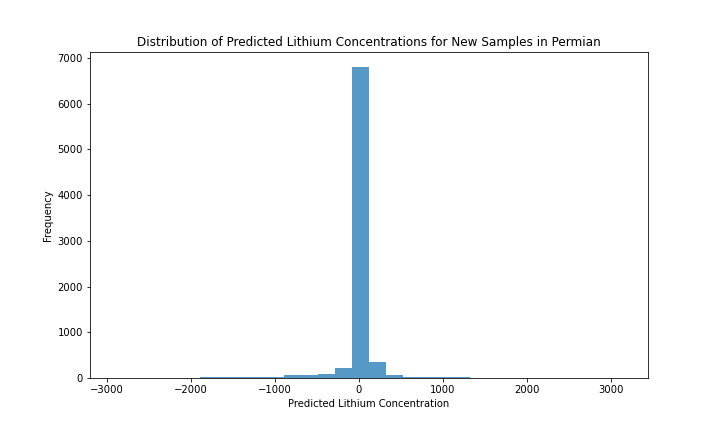 Distribution of Predicted Lithium Concentrations for New Samples in Permian
7000
6000
5000
4000
3000
2000
1000
0
Frequency
−3000 −2000 −1000 0 1000 2000 3000
Predicted Lithium Concentration